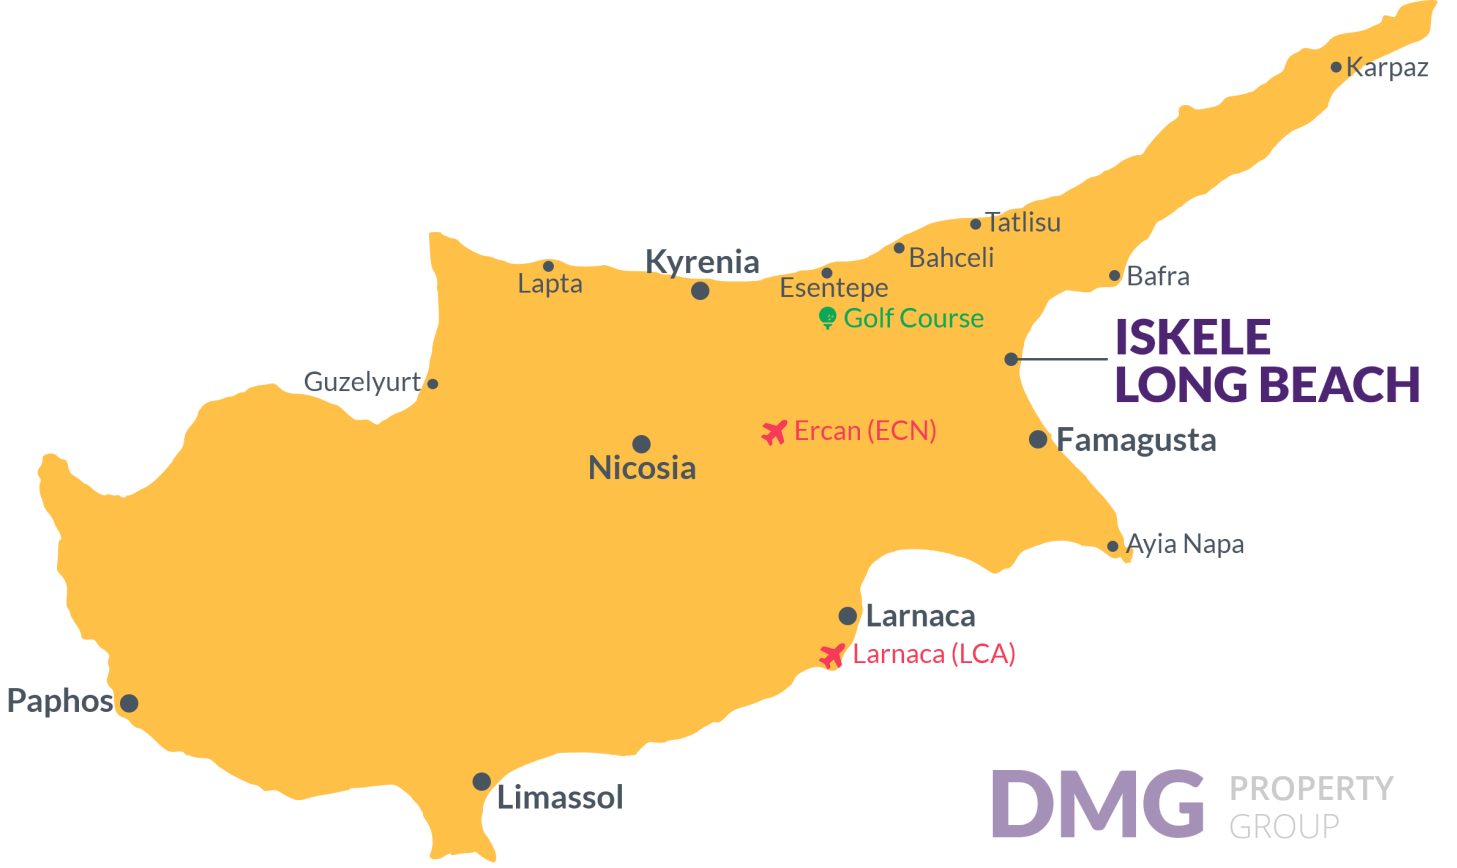 Karpaz
Tatlisu
Kyrenia
Bahceli
Bafra
Lapta
Esentepe
Golf Course
ISKELE
LONG BEACH
Guzelyurt
Ercan (ECN)
Famagusta
Nicosia
Ayia Napa
Larnaca
Larnaca (LCA)
Paphos
Limassol
DMG PROPERTY
GROUP